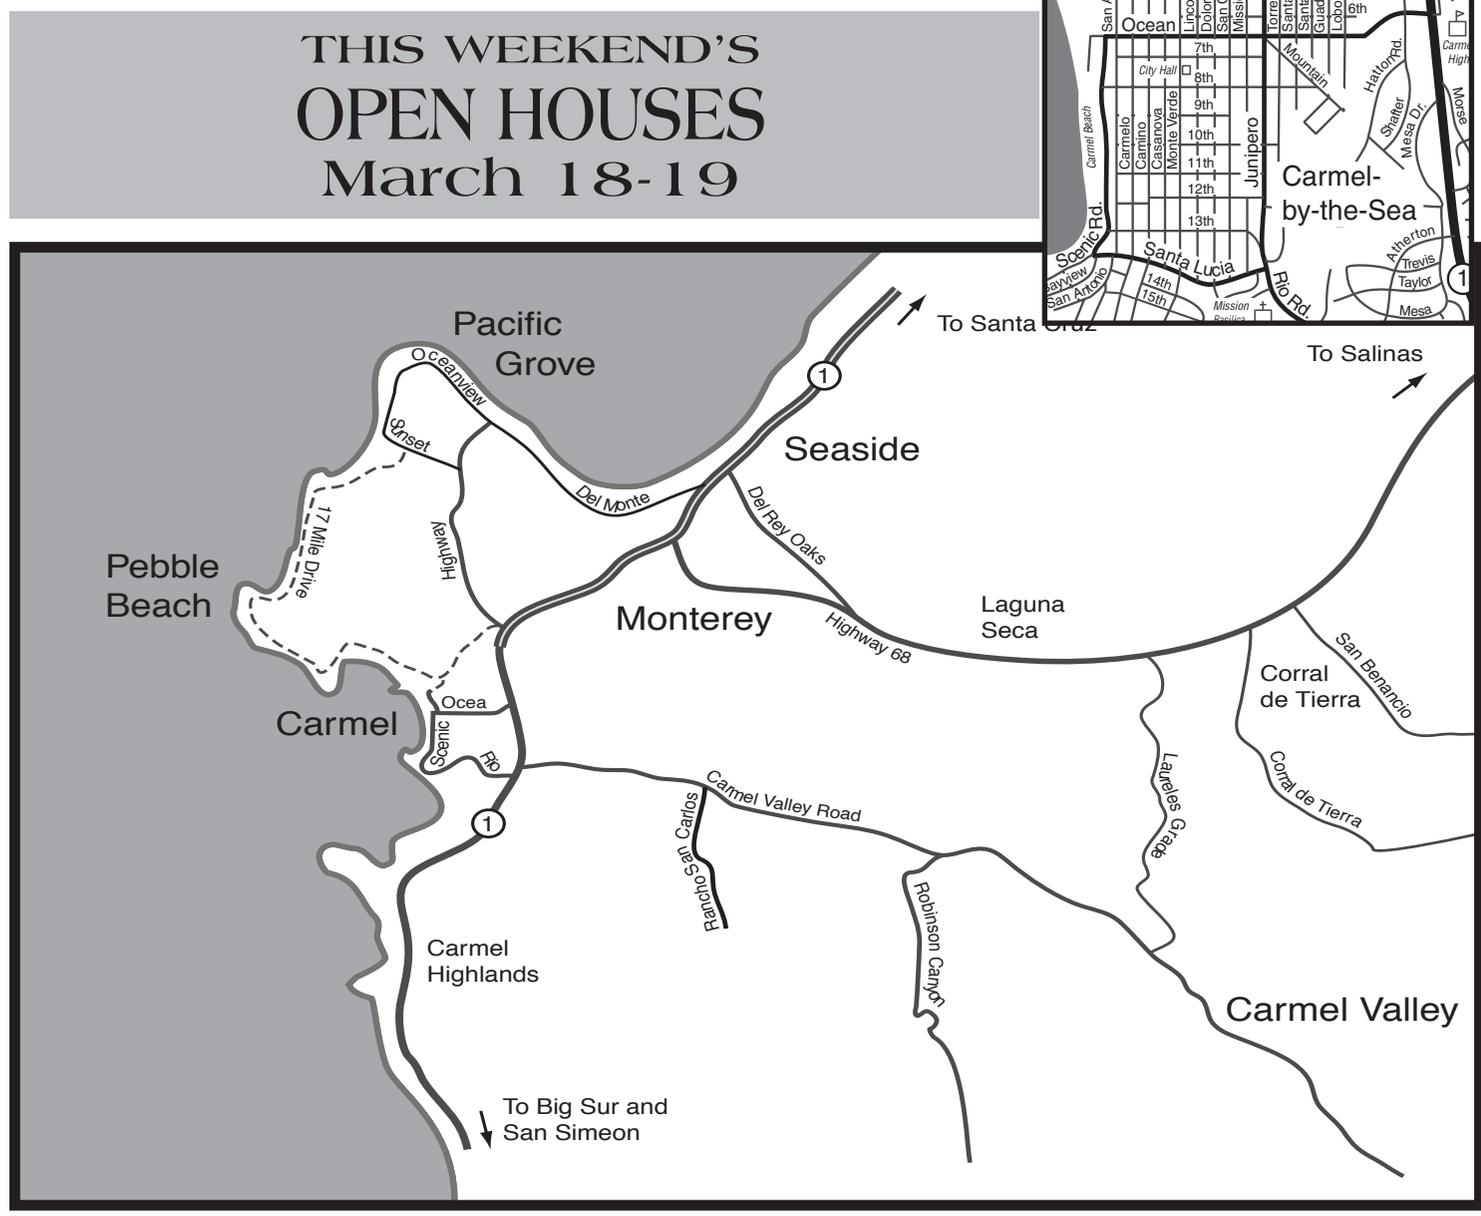 THIS WEEKEND'S
OPEN HOUSES
March 18-19
Ocean
6th
7th
City Hall
8th
9th
10th
11th
12th
13th
14th
15th
Carmel Beach
Carmelo
Camino
Casanova
Monte Verde
Junipero
Mountain
Hatton Rd.
Shafter
Mesa Dr.
Morse
Carmel-
by-the-Sea
Scenic Rd.
Santa Lucia
San Antonio
Mission
Rio Rd.
Atherton
Trevis
Taylor
Mesa
1
Pacific
Grove
Oceanview
Sunset
17 Mile Drive
Highway
Del Monte
To Santa Cruz
1
To Salinas
Seaside
Del Rey Oaks
Pebble
Beach
Monterey
Highway 68
Laguna
Seca
San Benancio
Corral
de Tierra
Corral de Tierra
Laureles Grade
Carmel
Ocea
Scenic
Rio
1
Carmel Valley Road
Rancho San Carlos
Robinson Canyon
Carmel
Highlands
Carmel Valley
To Big Sur and
San Simeon